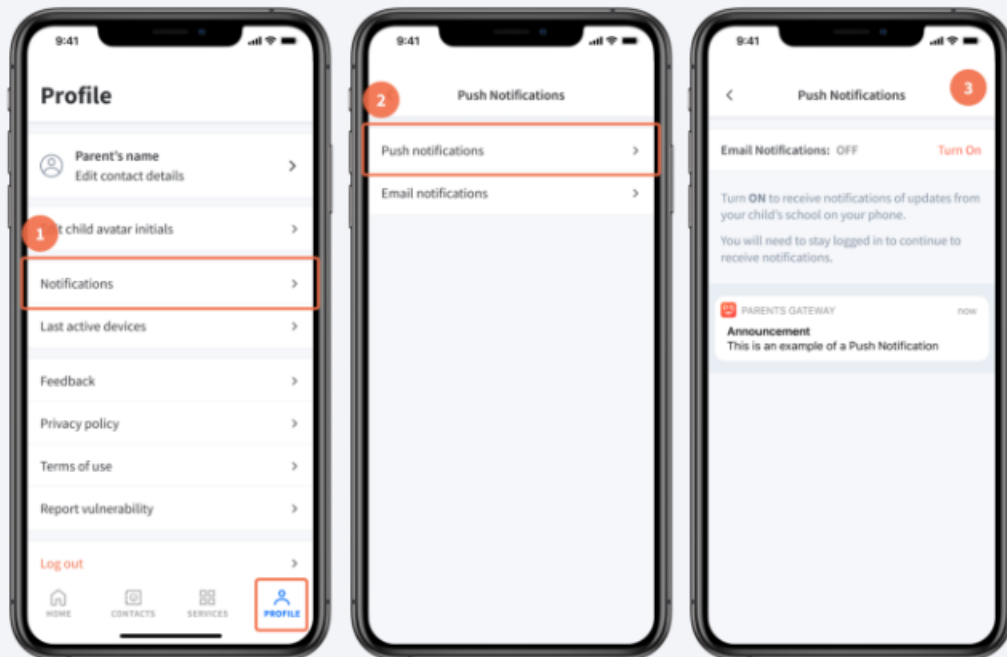 9:41
Profile
Parent's name
Edit contact details
1
t child avatar initials
Notifications
Last active devices
Feedback
Privacy policy
Terms of use
Report vulnerability
Log out
HOME CONTACTS SERVICES PROFILE
9:41
2
Push Notifications
Push notifications
Email notifications
9:41
3
Push Notifications
Email Notifications: OFF Turn On
Turn ON to receive notifications of updates from
your child's school on your phone.
You will need to stay logged in to continue to
receive notifications.
PARENTS GATEWAY now
Announcement
This is an example of a Push Notification